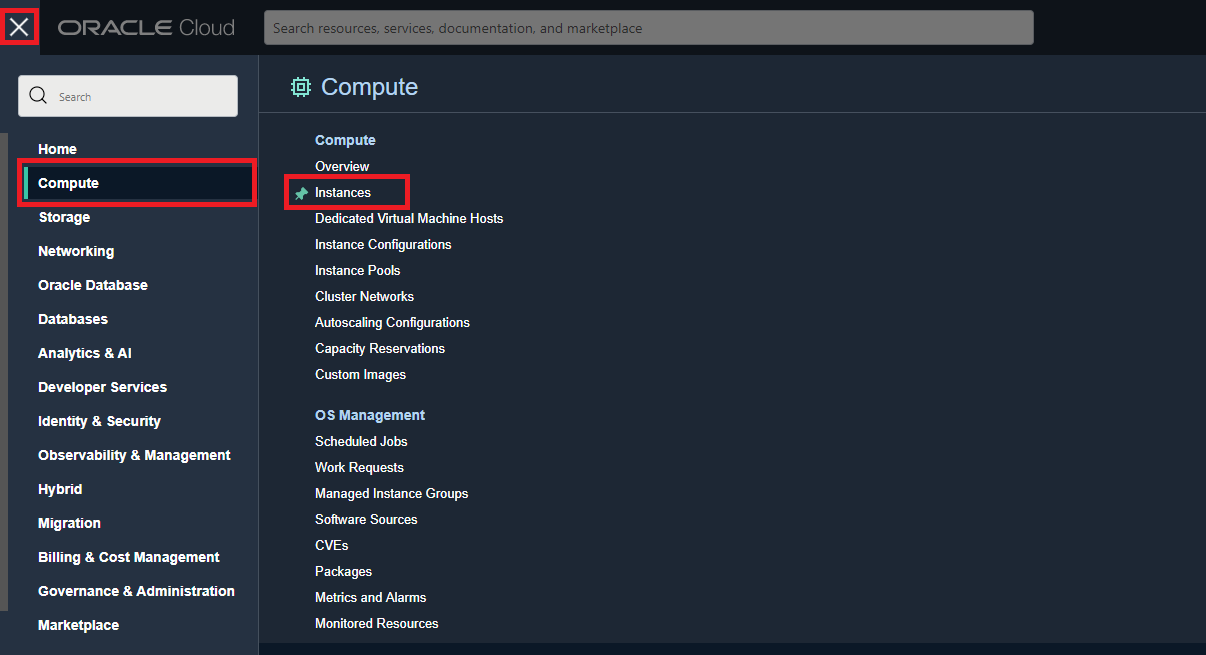 ORACLE Cloud
Search resources, services, documentation, and marketplace
Search
Home
Compute
Storage
Networking
Oracle Database
Databases
Analytics & AI
Developer Services
Identity & Security
Observability & Management
Hybrid
Migration
Billing & Cost Management
Governance & Administration
Marketplace
Compute
Compute
Overview
Instances
Dedicated Virtual Machine Hosts
Instance Configurations
Instance Pools
Cluster Networks
Autoscaling Configurations
Capacity Reservations
Custom Images
OS Management
Scheduled Jobs
Work Requests
Managed Instance Groups
Software Sources
CVEs
Packages
Metrics and Alarms
Monitored Resources